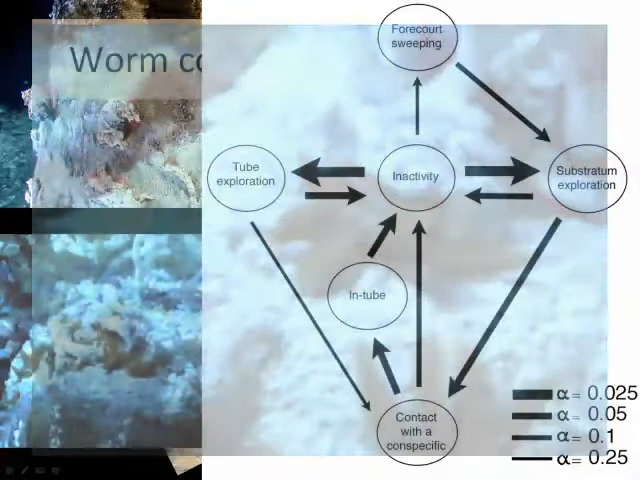 Worm co
Forecourt
sweeping
Tube
exploration
Inactivity
Substratum
exploration
In-tube
Contact
with a
conspecific
α= 0.025
α= 0.05
α= 0.1
α= 0.25